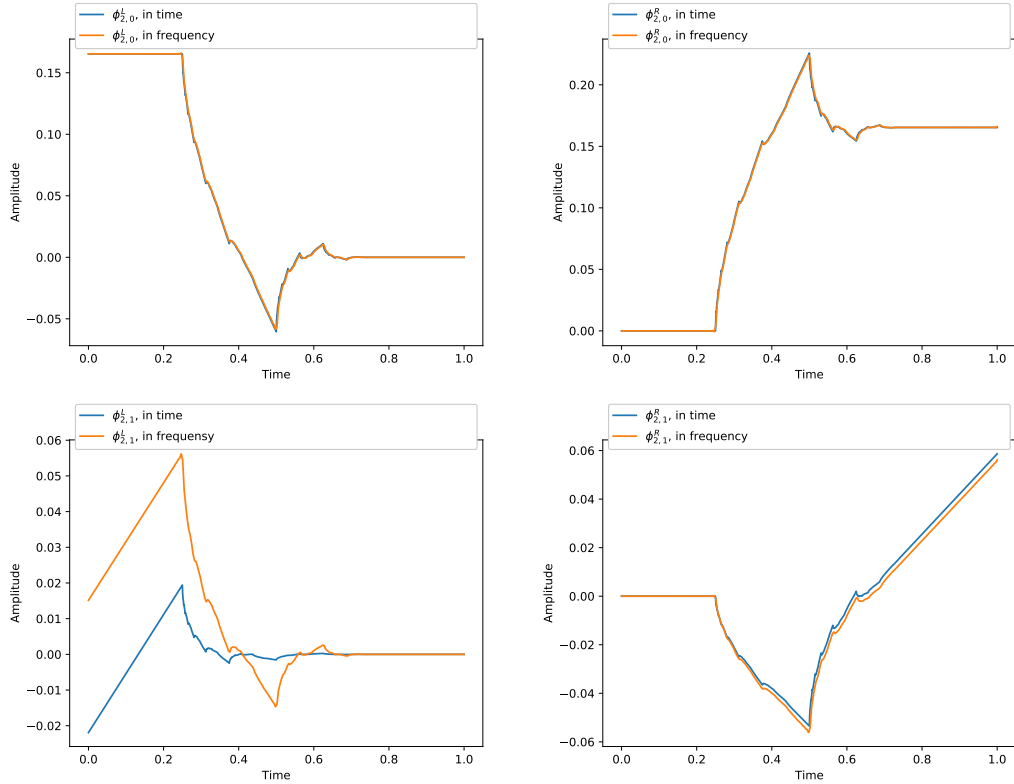 ϕ^L_{2,0}, in time
ϕ^L_{2,0}, in frequency
0.15
0.10
0.05
0.00
−0.05
Amplitude
0.0 0.2 0.4 0.6 0.8 1.0
Time
ϕ^R_{2,0}, in time
ϕ^R_{2,0}, in frequency
0.20
0.15
0.10
0.05
0.00
Amplitude
0.0 0.2 0.4 0.6 0.8 1.0
Time
ϕ^L_{2,1}, in time
ϕ^L_{2,1}, in frequensy
0.06
0.05
0.04
0.03
0.02
0.01
0.00
−0.01
−0.02
Amplitude
0.0 0.2 0.4 0.6 0.8 1.0
Time
ϕ^R_{2,1}, in time
ϕ^R_{2,1}, in frequency
0.06
0.04
0.02
0.00
−0.02
−0.04
−0.06
Amplitude
0.0 0.2 0.4 0.6 0.8 1.0
Time